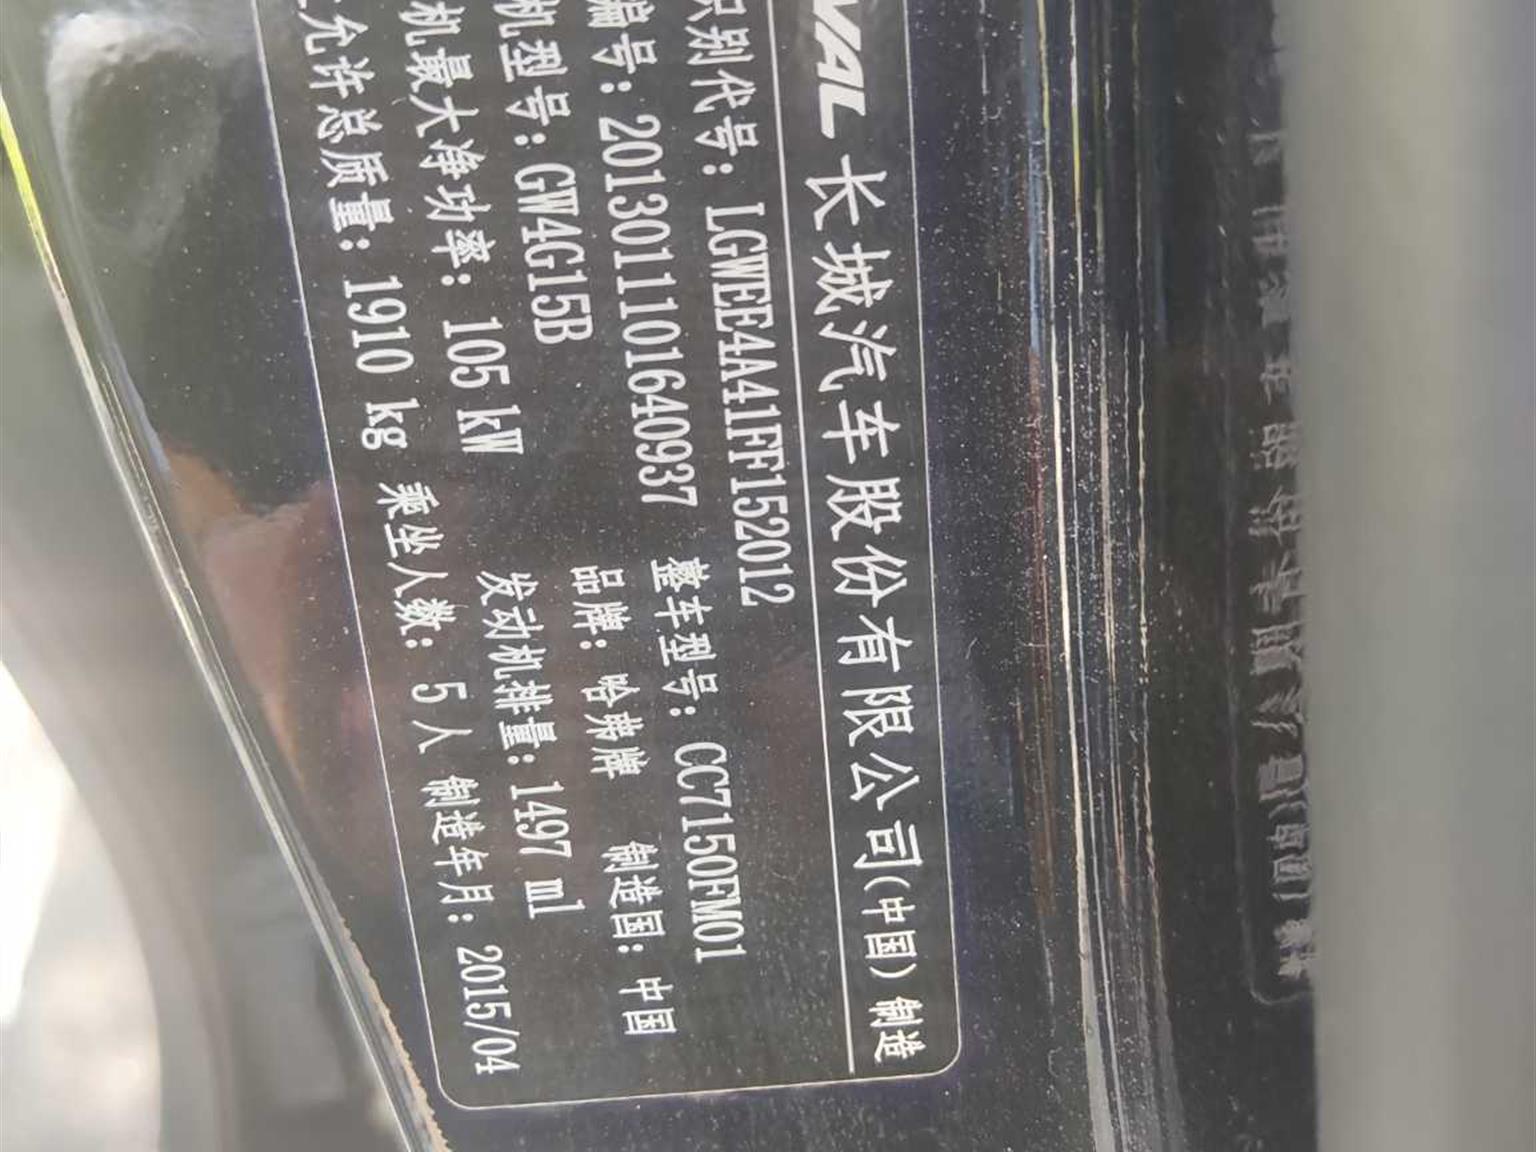 VAL 长城汽车股份有限公司(中国)制造
识别代号: LGWEE4A41FF152012 整车型号: CC7150FM01
编号: 2013011101640937 品牌: 哈弗牌 制造国: 中国
机型号: GW4G15B 发动机排量: 1497 ml
机最大净功率: 105 kW
允许总质量: 1910 kg 乘坐人数: 5人 制造年月: 2015/04